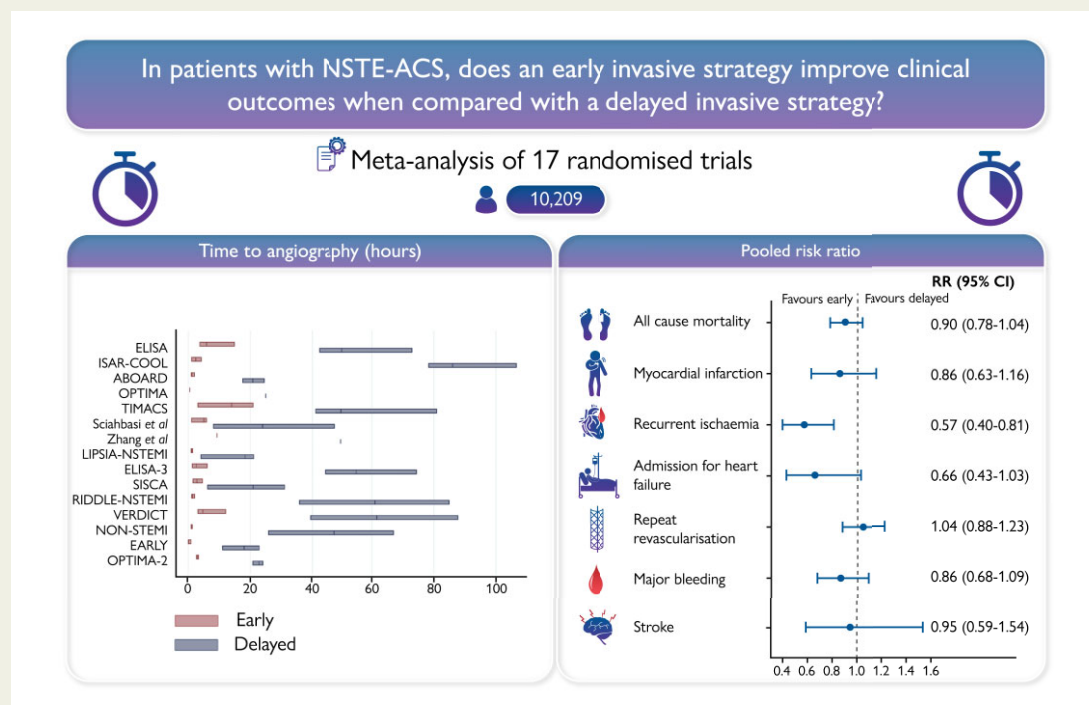 In patients with NSTE-ACS, does an early invasive strategy improve clinical
outcomes when compared with a delayed invasive strategy?
Meta-analysis of 17 randomised trials
10,209
Time to angiography (hours)
ELISA
ISAR-COOL
ABOARD
OPTIMA
TIMACS
Sciahbasi et al
Zhang et al
LIPSIA-NSTEMI
ELISA-3
SISCA
RIDDLE-NSTEMI
VERDICT
NON-STEMI
EARLY
OPTIMA-2
0 20 40 60 80 100
Early
Delayed
Pooled risk ratio
RR (95% CI)
Favours early Favours delayed
All cause mortality 0.90 (0.78-1.04)
Myocardial infarction 0.86 (0.63-1.16)
Recurrent ischaemia 0.57 (0.40-0.81)
Admission for heart
failure 0.66 (0.43-1.03)
Repeat
revascularisation 1.04 (0.88-1.23)
Major bleeding 0.86 (0.68-1.09)
Stroke 0.95 (0.59-1.54)
0.4 0.6 0.8 1.0 1.2 1.4 1.6